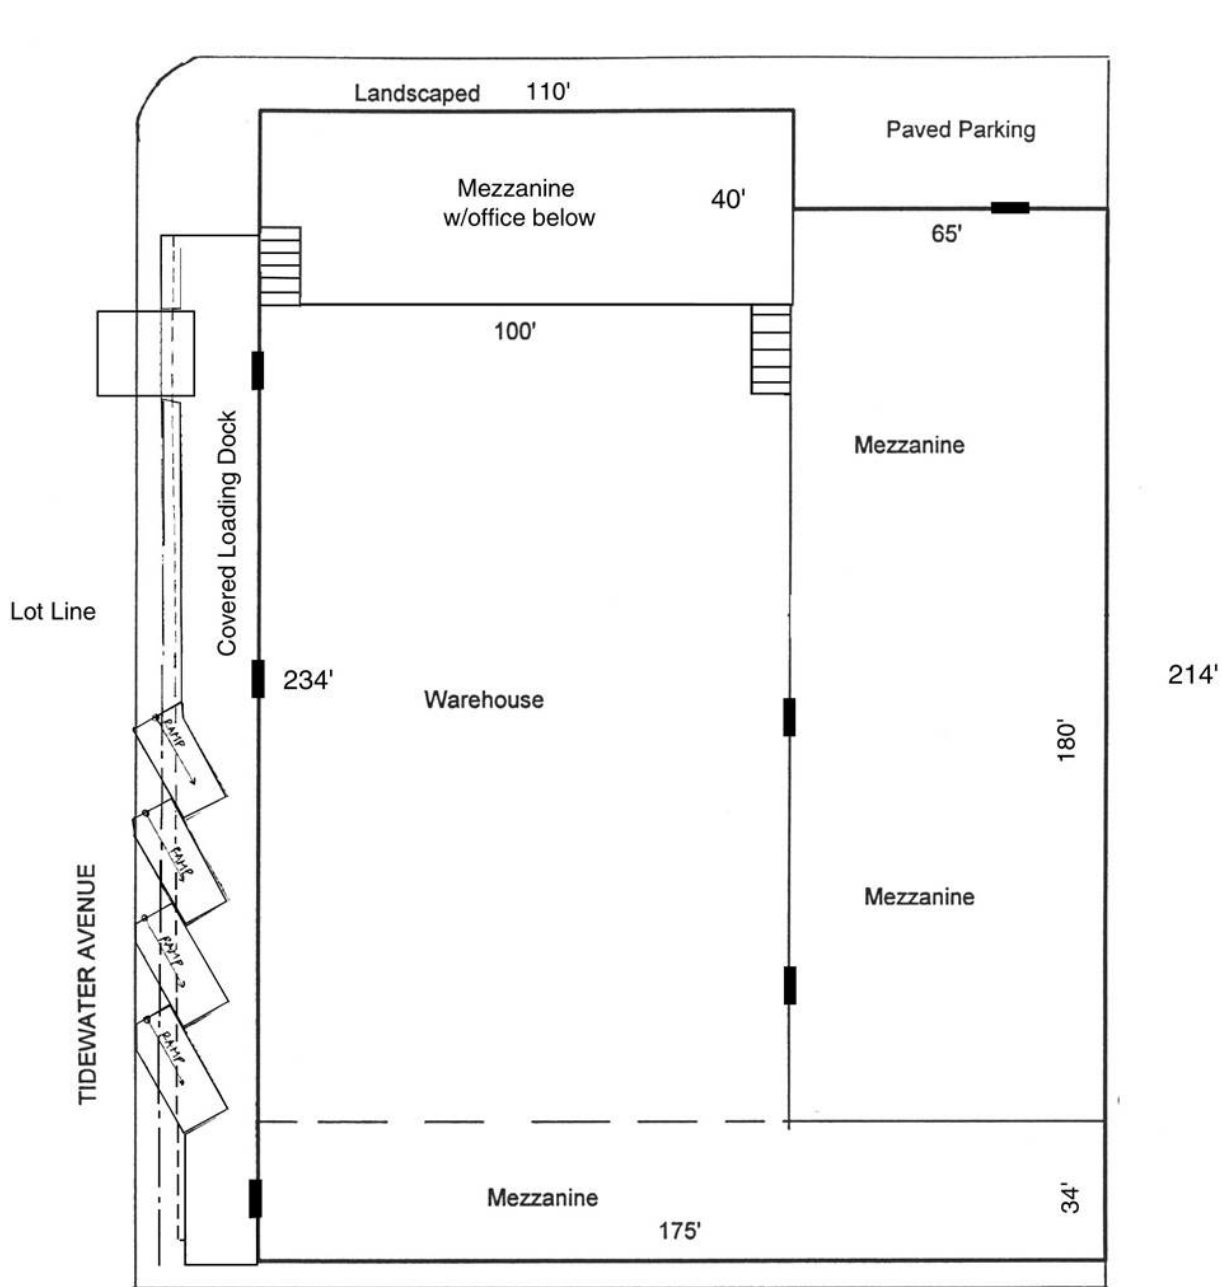 Landscaped 110'
Paved Parking
Mezzanine
w/office below
40'
65'
100'
Mezzanine
Covered Loading Dock
Lot Line
234'
Warehouse
214'
180'
RAMP
RAMP
RAMP
RAMP
TIDEWATER AVENUE
Mezzanine
Mezzanine
34'
175'